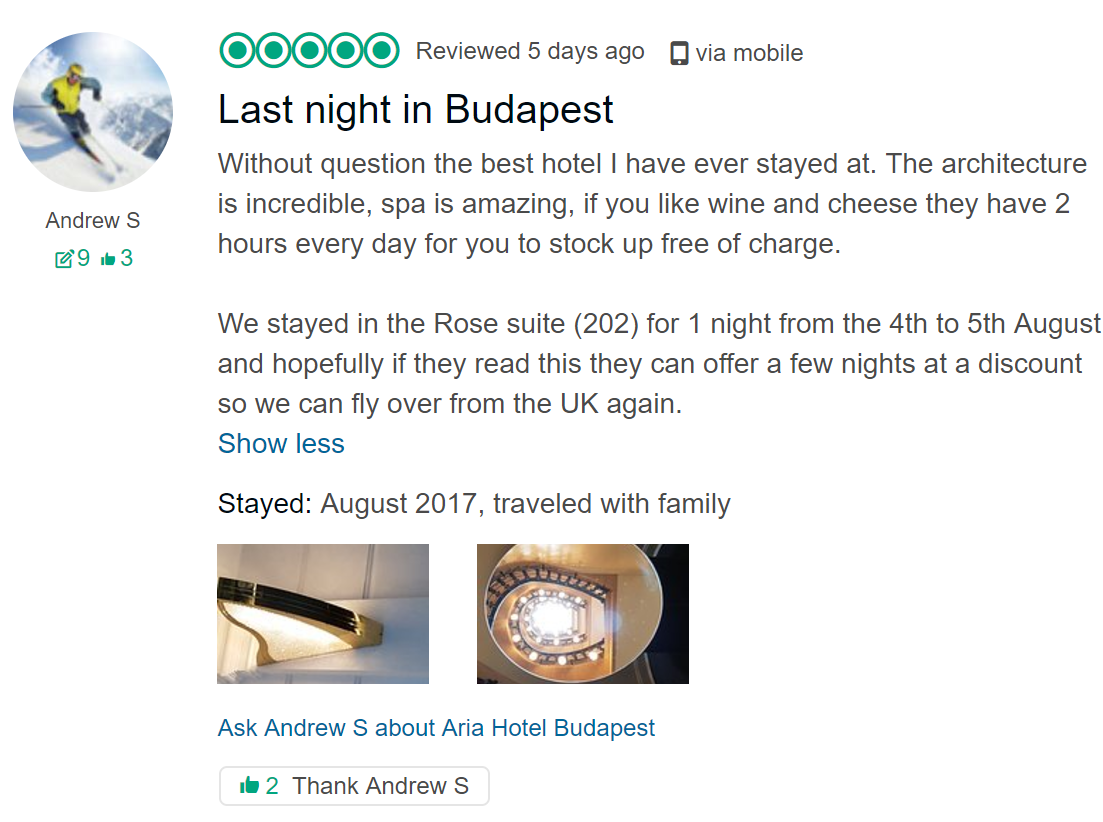 Reviewed 5 days ago via mobile
Last night in Budapest
Without question the best hotel I have ever stayed at. The architecture
is incredible, spa is amazing, if you like wine and cheese they have 2
hours every day for you to stock up free of charge.
We stayed in the Rose suite (202) for 1 night from the 4th to 5th August
and hopefully if they read this they can offer a few nights at a discount
so we can fly over from the UK again.
Show less
Stayed: August 2017, traveled with family
Ask Andrew S about Aria Hotel Budapest
2 Thank Andrew S
Andrew S
9 3